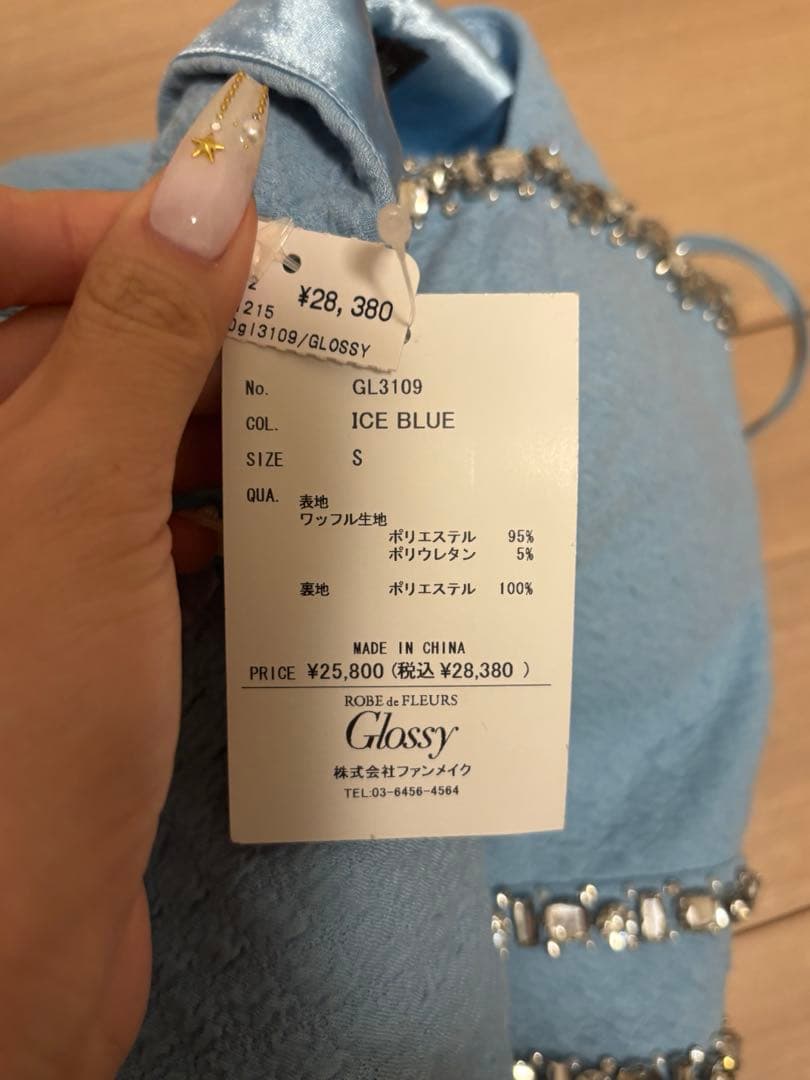 ¥28,380
215
gl3109/GLOSSY
No. GL3109
COL. ICE BLUE
SIZE S
QUA. 表地
ワッフル生地
ポリエステル 95%
ポリウレタン 5%
裏地 ポリエステル 100%
MADE IN CHINA
PRICE ¥25,800 (税込 ¥28,380 )
ROBE de FLEURS
Glossy
株式会社ファンメイク
TEL:03-6456-4564